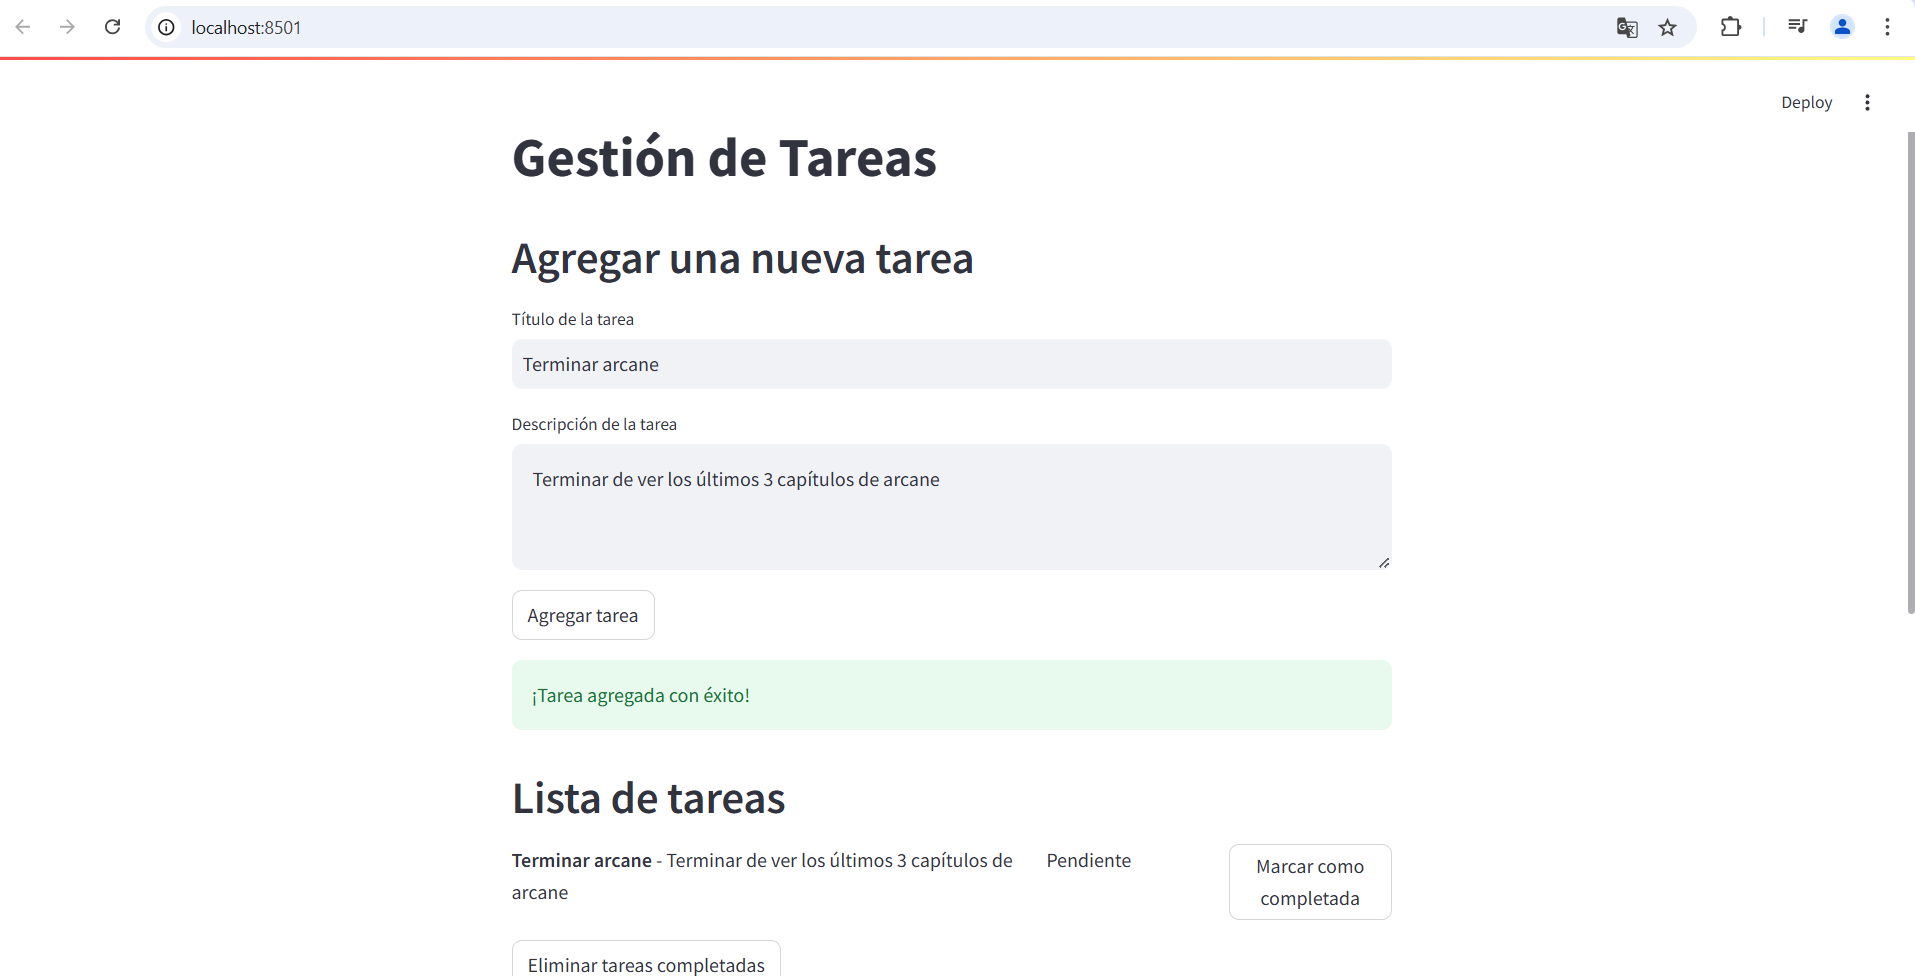 localhost:8501
Deploy
Gestión de Tareas
Agregar una nueva tarea
Título de la tarea
Terminar arcane
Descripción de la tarea
Terminar de ver los últimos 3 capítulos de arcane
Agregar tarea
¡Tarea agregada con éxito!
Lista de tareas
Terminar arcane - Terminar de ver los últimos 3 capítulos de
arcane
Pendiente
Marcar como
completada
Eliminar tareas completadas